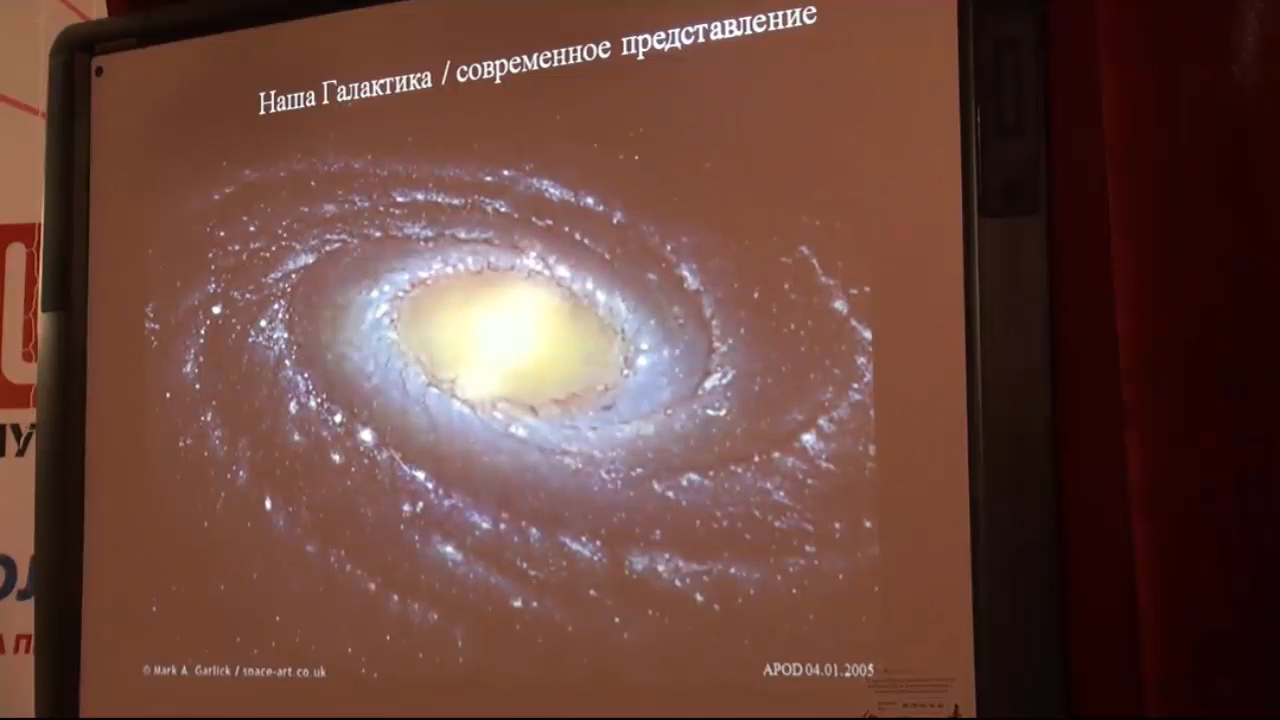 Наша Галактика / современное представление
© Mark A. Garlick / space-art.co.uk
APOD 04.01.2005